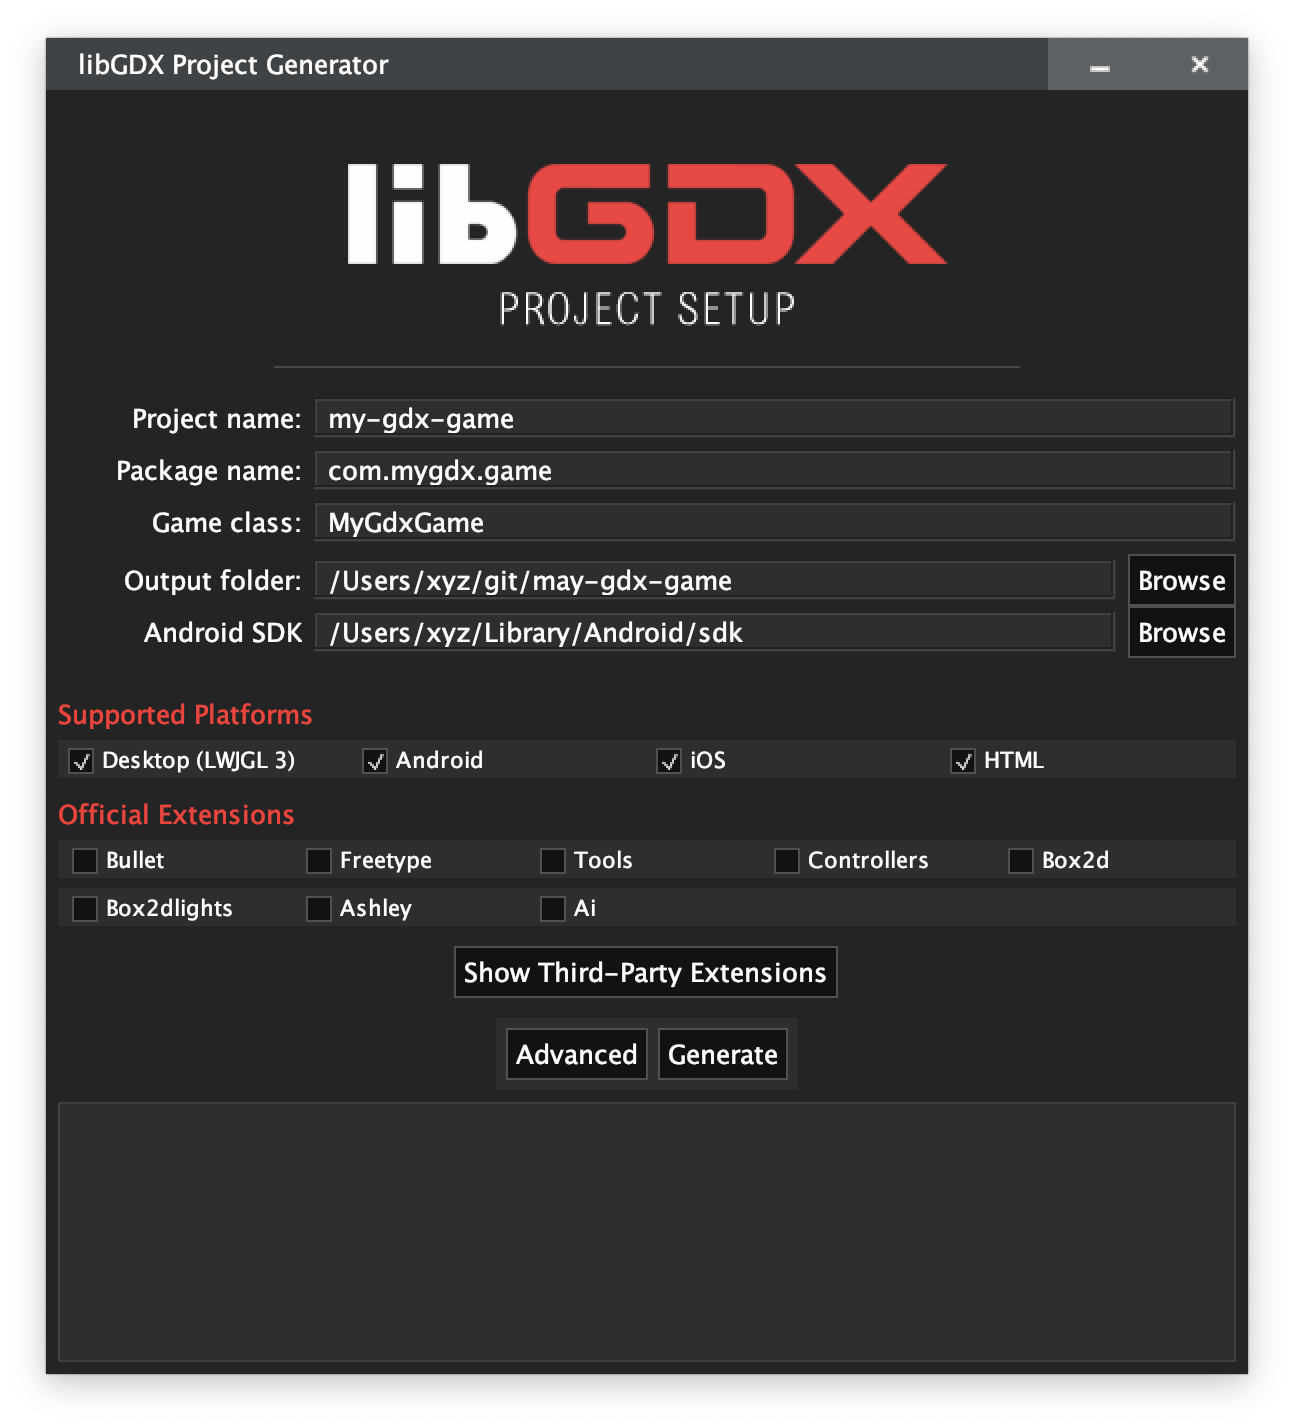 libGDX Project Generator
libGDX
PROJECT SETUP
Project name: my-gdx-game
Package name: com.mygdx.game
Game class: MyGdxGame
Output folder: /Users/xyz/git/may-gdx-game Browse
Android SDK /Users/xyz/Library/Android/sdk Browse
Supported Platforms
Desktop (LWJGL 3) Android iOS HTML
Official Extensions
Bullet Freetype Tools Controllers Box2d
Box2dlights Ashley Ai
Show Third-Party Extensions
Advanced Generate